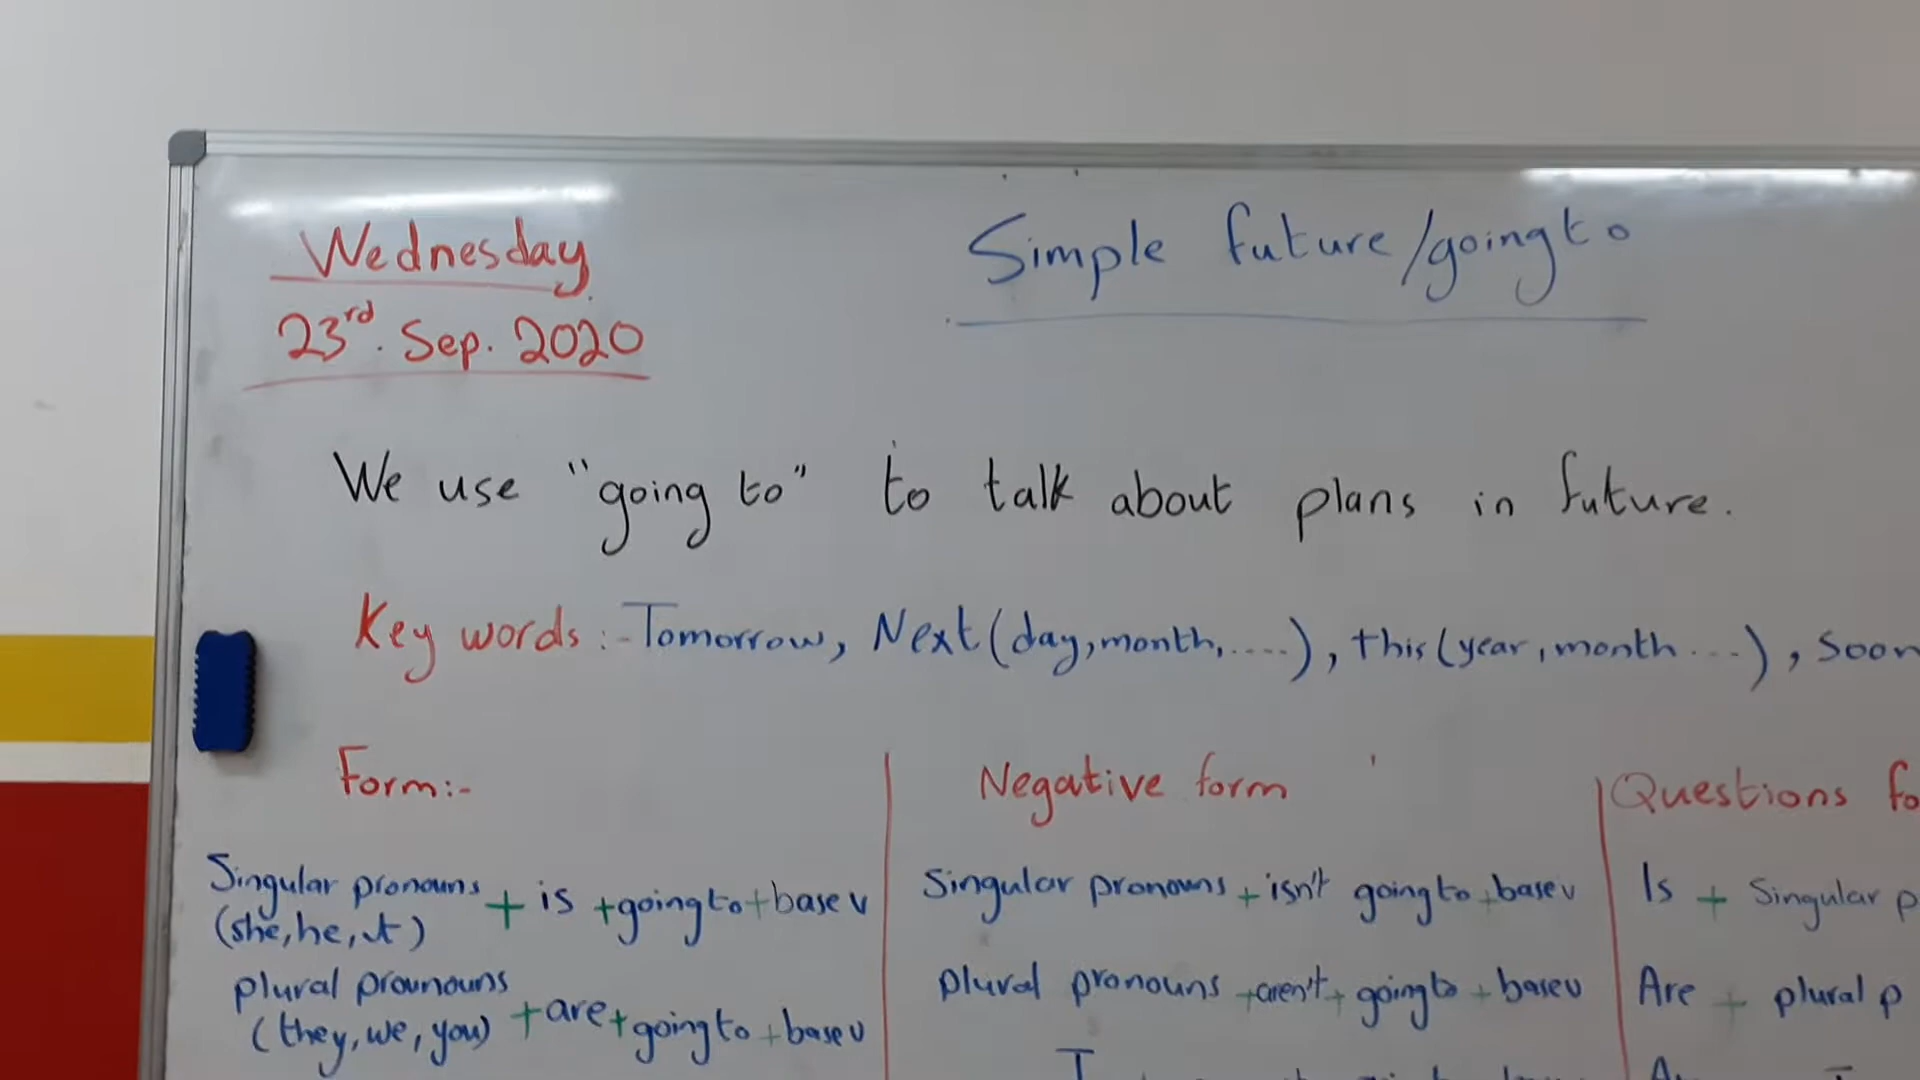 Wednesday
23rd. Sep. 2020
Simple future/going to
We use "going to" to talk about plans in future.
Key words:- Tomorrow, Next (day, month, ....), this (year, month ...), soon
Form:-
Singular pronouns + is + going to + base v
(she, he, it)
plural prounouns
(they, we, you) + are + going to + base v
Negative form
Singular pronouns + isn't going to + base v
plural pronouns + aren't + going to + base v
I
Questions fo
Is + Singular p
Are + plural p